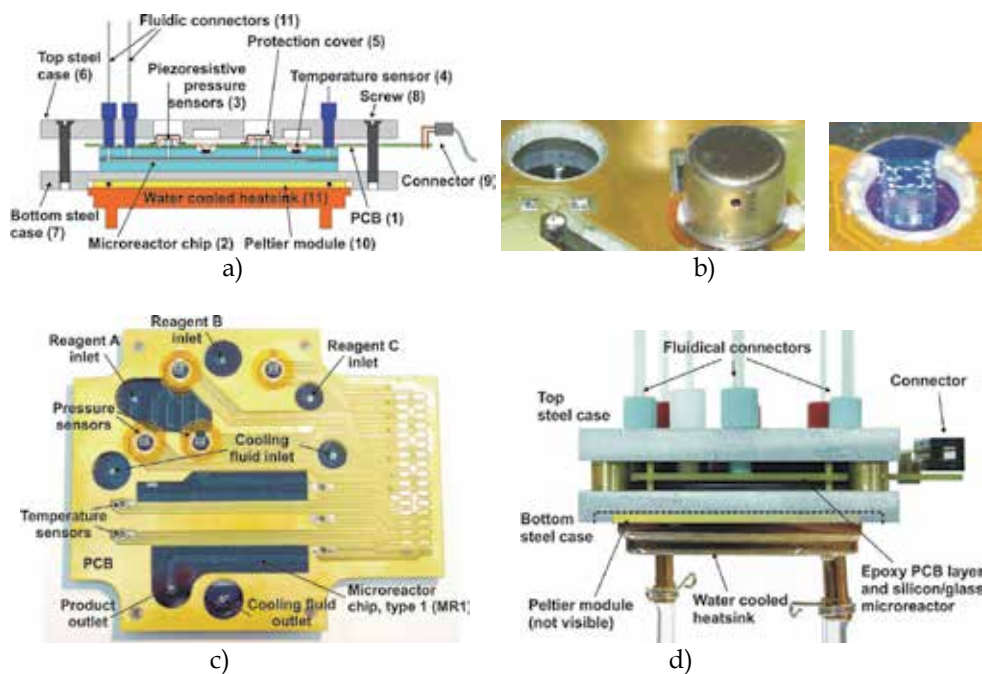 Fluidic connectors (11)
Protection cover (5)
Top steel
case (6)
Piezoresistive
pressure
sensors (3)
Temperature sensor (4)
Screw (8)
Connector (9)
Water cooled heatsink (11)
Bottom steel
case (7)
PCB (1)
Microreactor chip (2)
Peltier module (10)
a)
b)
Reagent B
inlet
Reagent A
inlet
Reagent C
inlet
Pressure
sensors
Cooling
fluid inlet
Temperature
sensors
PCB
Product
outlet
Cooling fluid
outlet
Microreactor
chip, type 1 (MR1)
c)
Fluidical connectors
Connector
Top
steel case
Bottom
steel case
Epoxy PCB layer
and silicon/glass
microreactor
Peltier module
(not visible)
Water cooled
heatsink
d)